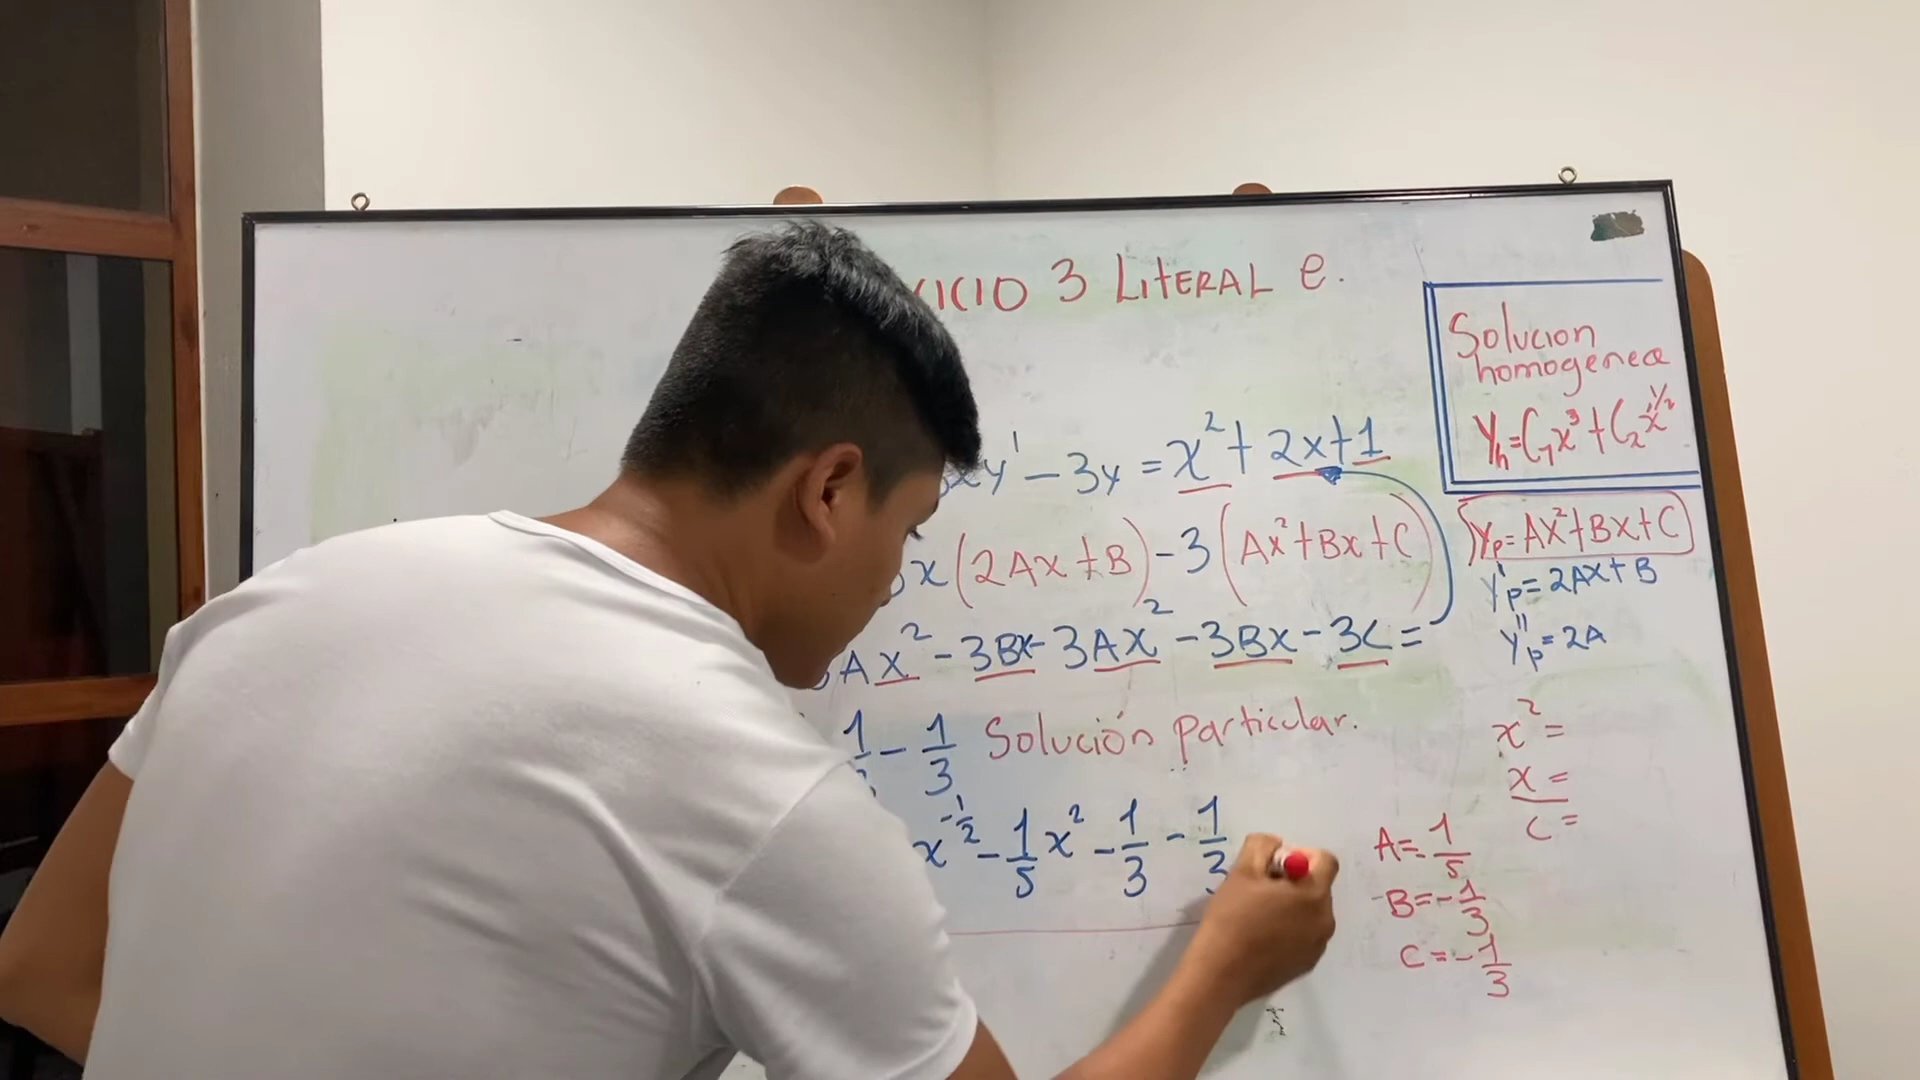 3 LITERAL e.
Solucion
homogenea
Yh=C1x³+C2x^-1/2
xy' - 3y = x² + 2x+1
x(2Ax+B) - 3(Ax²+Bx+C)
Yp=Ax²+Bx+C
Y'p=2Ax+B
Y''p=2A
Ax² - 3Bx - 3Ax² - 3Bx - 3C =
1/3 - 1/3 Solución particular.
x²=
x=
C=
x^-1/2 - 1/5 x² - 1/3 - 1/3
A=-1/5
B=-1/3
C=-1/3